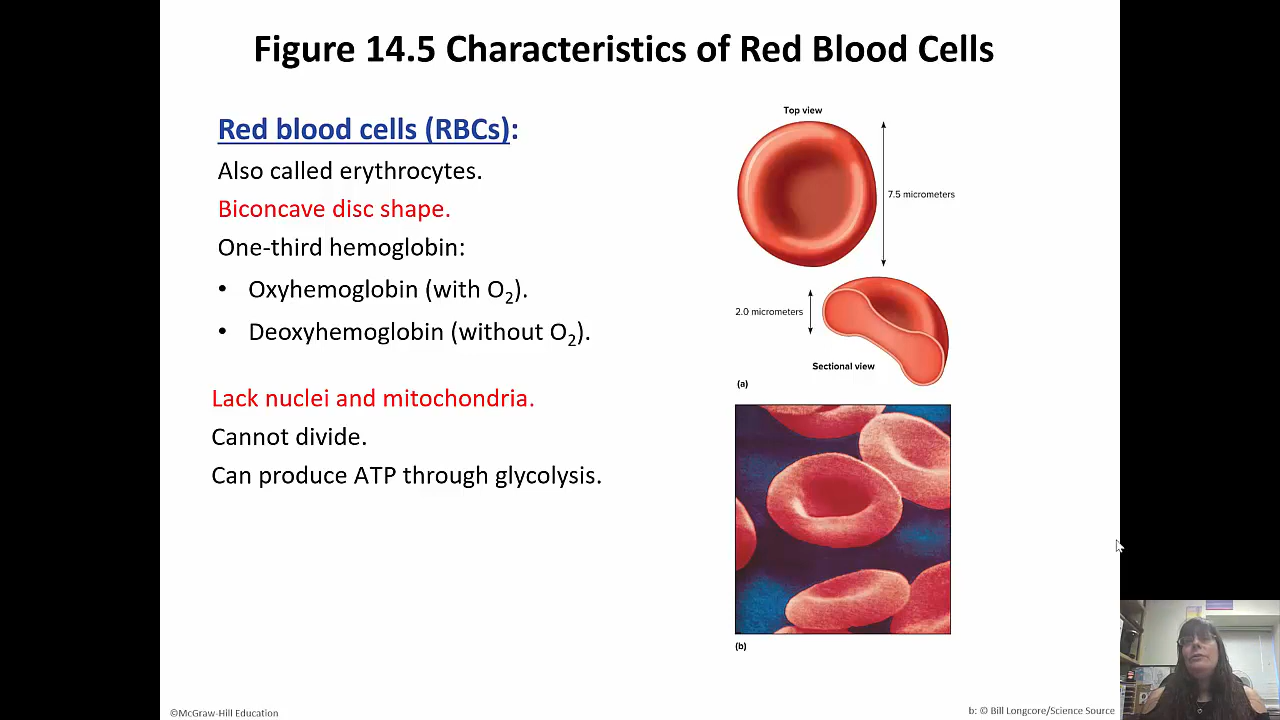 Figure 14.5 Characteristics of Red Blood Cells
Red blood cells (RBCs):
Also called erythrocytes.
Biconcave disc shape.
One-third hemoglobin:
• Oxyhemoglobin (with O2).
• Deoxyhemoglobin (without O2).
Lack nuclei and mitochondria.
Cannot divide.
Can produce ATP through glycolysis.
Top view
7.5 micrometers
2.0 micrometers
Sectional view
(a)
(b)
©McGraw-Hill Education
b: © Bill Longcore/Science Source